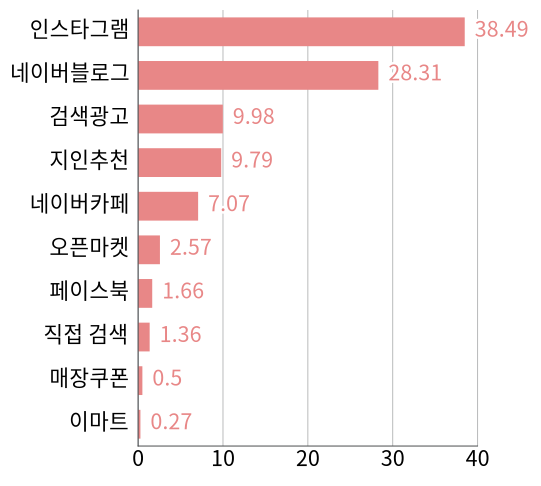 인스타그램 38.49
네이버블로그 28.31
검색광고 9.98
지인추천 9.79
네이버카페 7.07
오픈마켓 2.57
페이스북 1.66
직접 검색 1.36
매장쿠폰 0.5
이마트 0.27
0 10 20 30 40